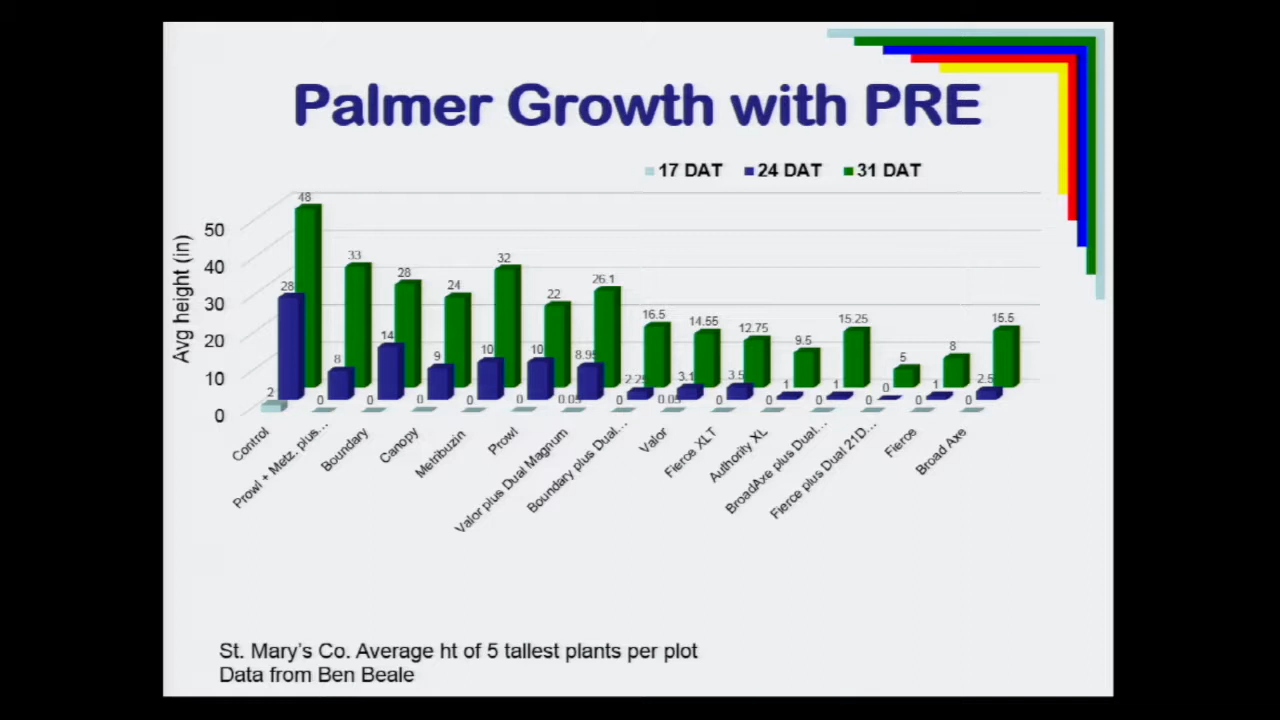 Palmer Growth with PRE
17 DAT 24 DAT 31 DAT
Avg height (in)
50
40
30
20
10
0
48
33
28
24
32
22
26.1
16.5
14.55
12.75
9.5
15.25
5
8
15.5
28
8
14
9
10
10
8.95
2.25
3.1
3.5
1
1
0
1
2.5
2
0
0
0
0
0
0.05
0
0.05
0
0
0
0
0
0
Control
Prowl + Metz. plus...
Boundary
Canopy
Metribuzin
Prowl
Valor plus Dual Magnum
Boundary plus Dual...
Valor
Fierce XLT
Authority XL
BroadAxe plus Dual...
Fierce plus Dual 21D...
Fierce
Broad Axe
St. Mary's Co. Average ht of 5 tallest plants per plot
Data from Ben Beale